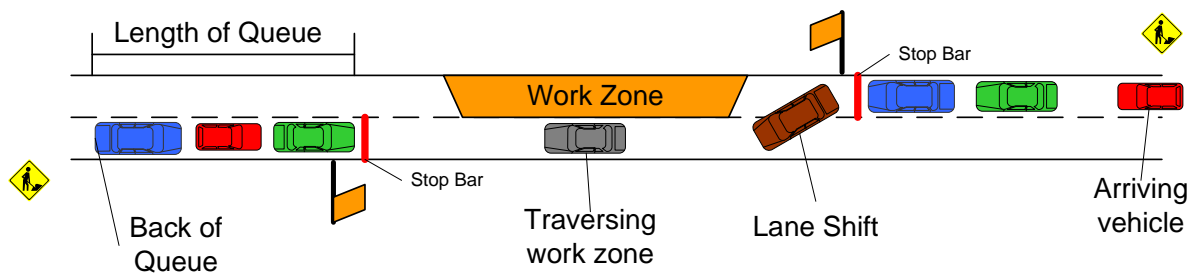 Length of Queue
Stop Bar
Work Zone
Stop Bar
Back of
Queue
Traversing
work zone
Lane Shift
Arriving
vehicle